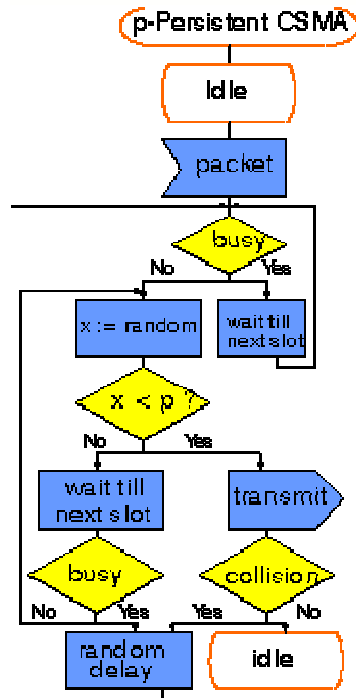 p-Persistent CSMA
Idle
packet
busy
No Yes
x := random
wait till
next slot
x < p ?
No Yes
wait till
next slot
transmit
busy
collision
No Yes Yes No
random
delay
idle